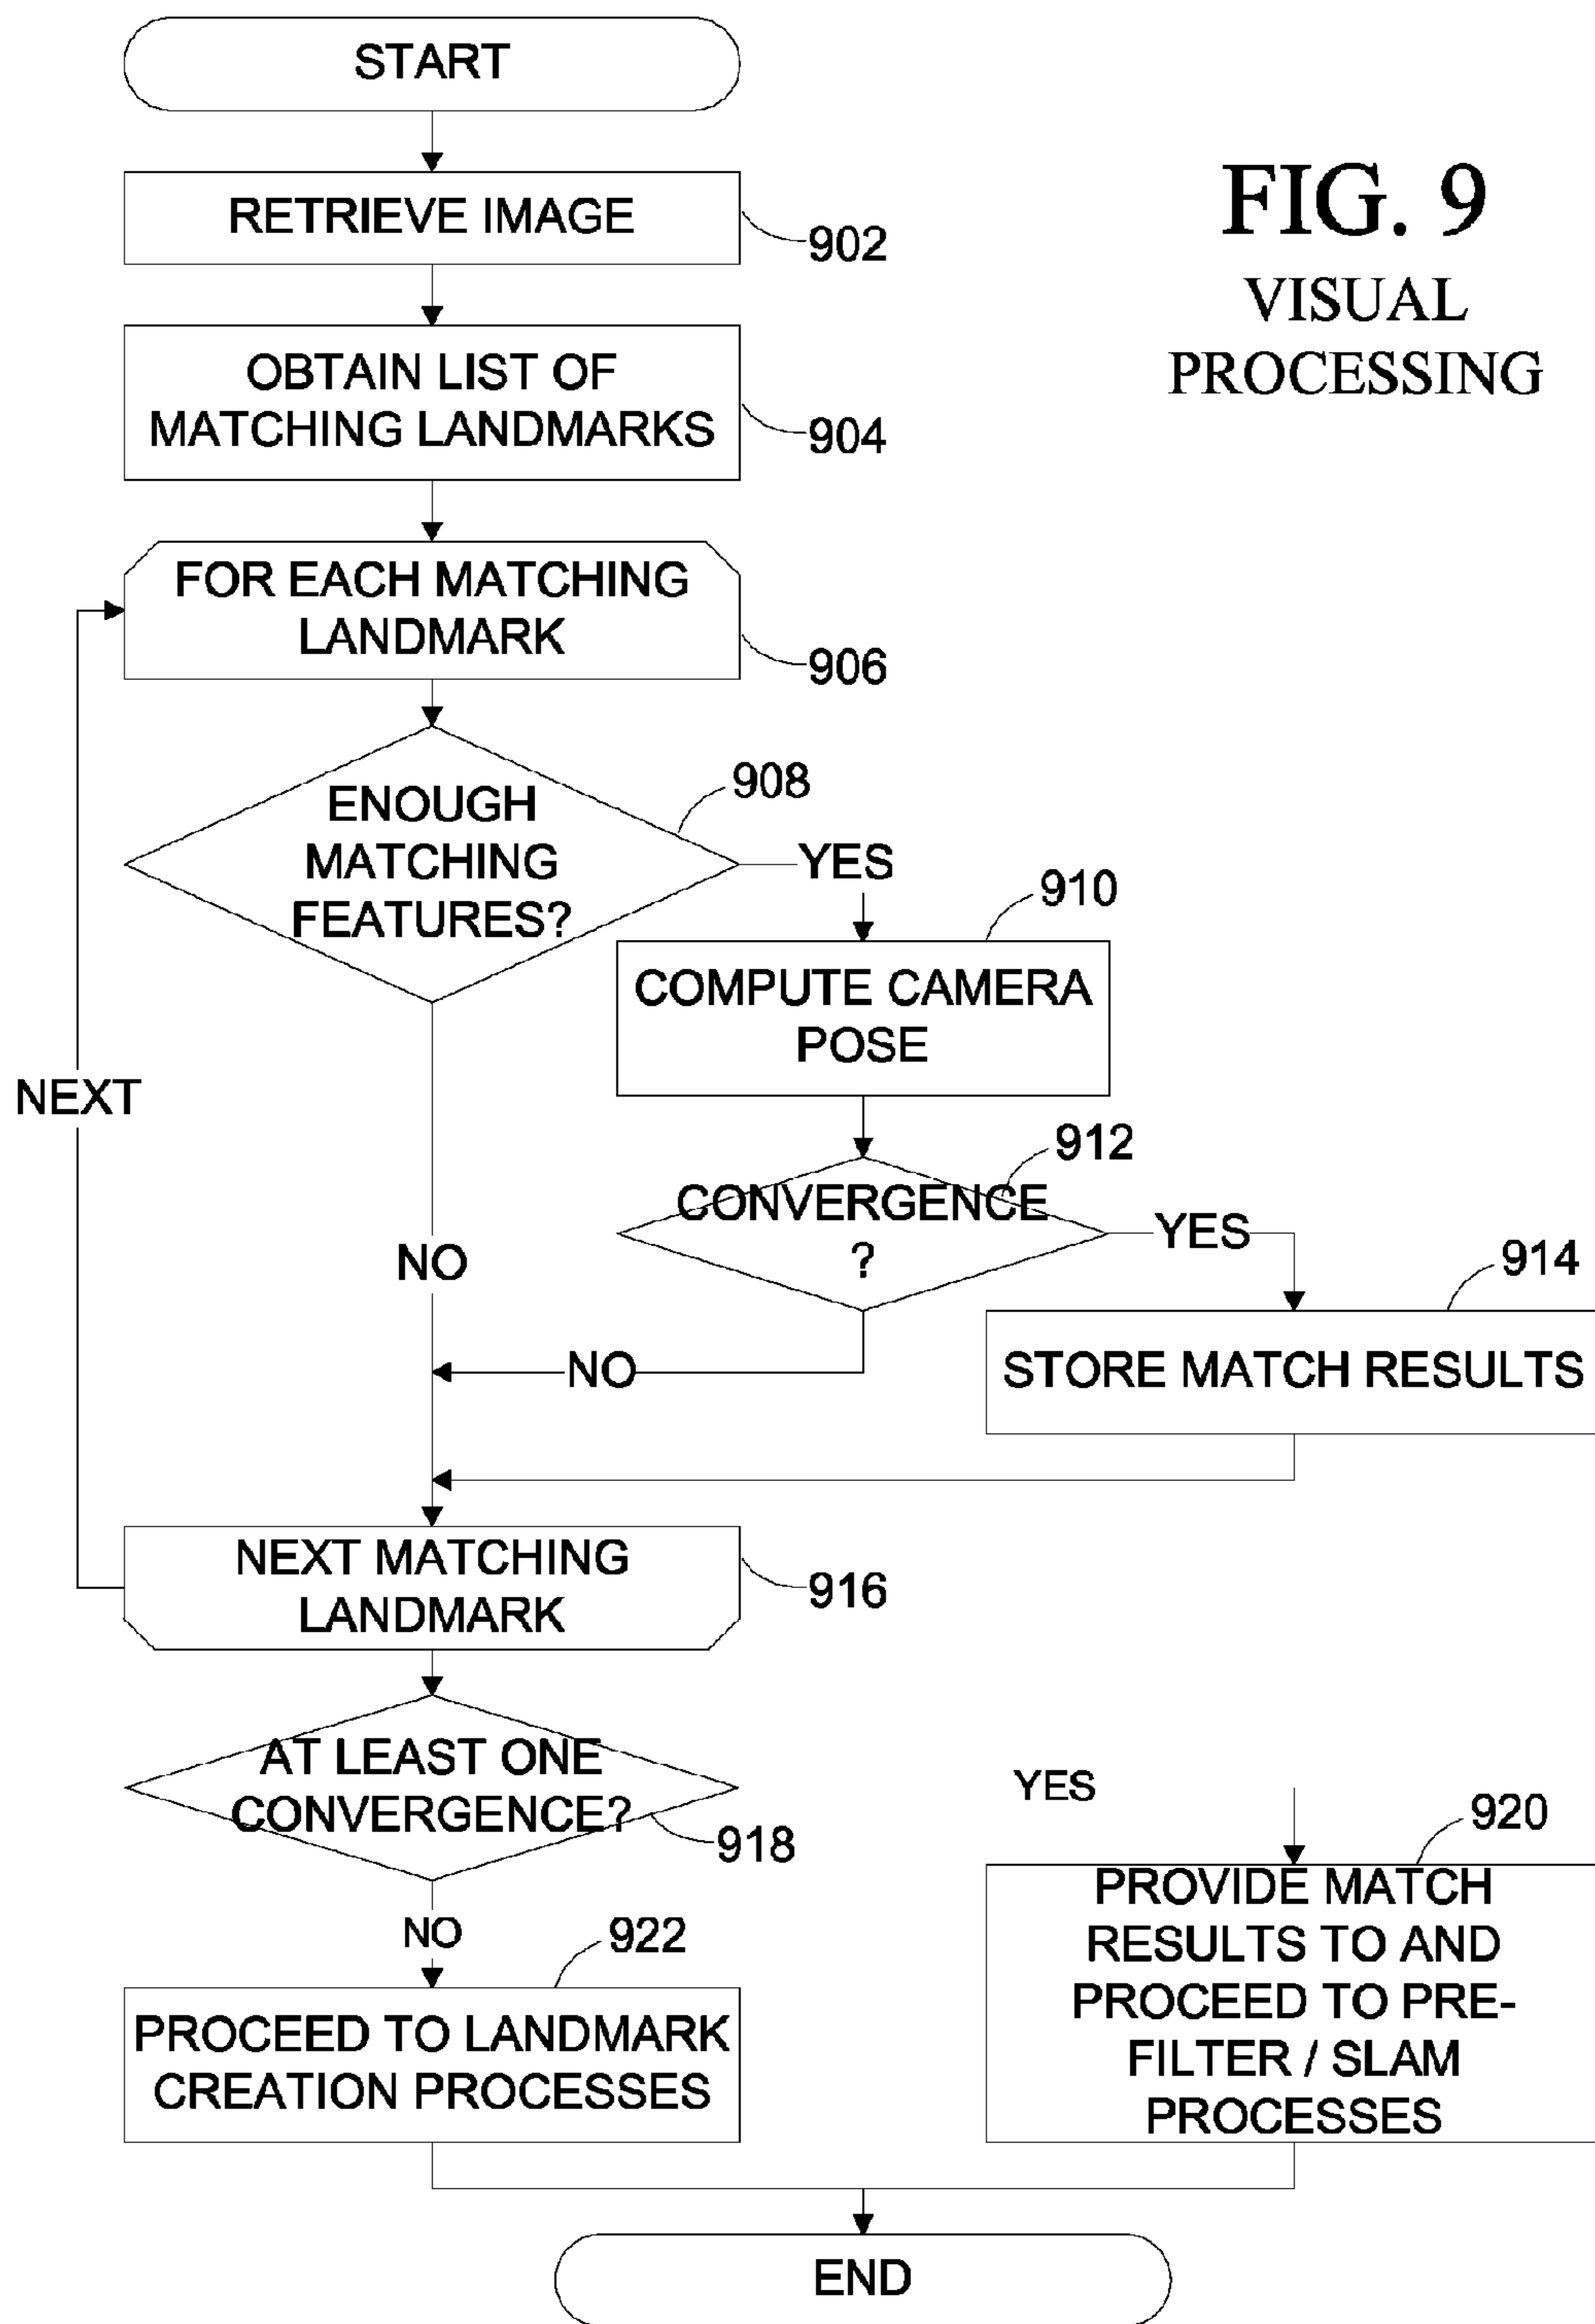 START
FIG. 9
VISUAL
PROCESSING
RETRIEVE IMAGE
902
OBTAIN LIST OF
MATCHING LANDMARKS
904
FOR EACH MATCHING
LANDMARK
906
ENOUGH
MATCHING
FEATURES?
908
YES
910
COMPUTE CAMERA
POSE
NEXT
912
CONVERGENCE
?
YES
NO
914
STORE MATCH RESULTS
NO
NEXT MATCHING
LANDMARK
916
AT LEAST ONE
CONVERGENCE?
918
YES
920
PROVIDE MATCH
RESULTS TO AND
PROCEED TO PRE-
FILTER / SLAM
PROCESSES
NO
922
PROCEED TO LANDMARK
CREATION PROCESSES
END